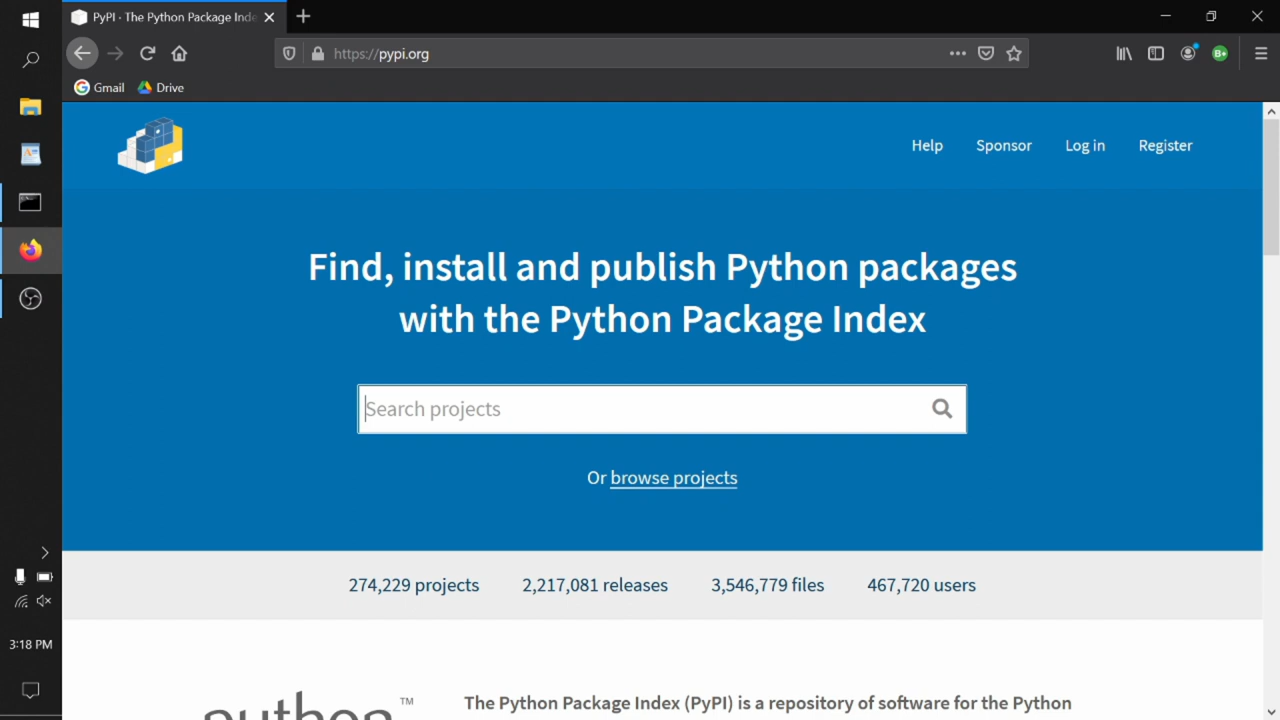 PyPI · The Python Package Inde
https://pypi.org
Gmail
Drive
Help
Sponsor
Log in
Register
Find, install and publish Python packages
with the Python Package Index
Search projects
Or browse projects
274,229 projects
2,217,081 releases
3,546,779 files
467,720 users
3:18 PM
python™
The Python Package Index (PyPI) is a repository of software for the Python